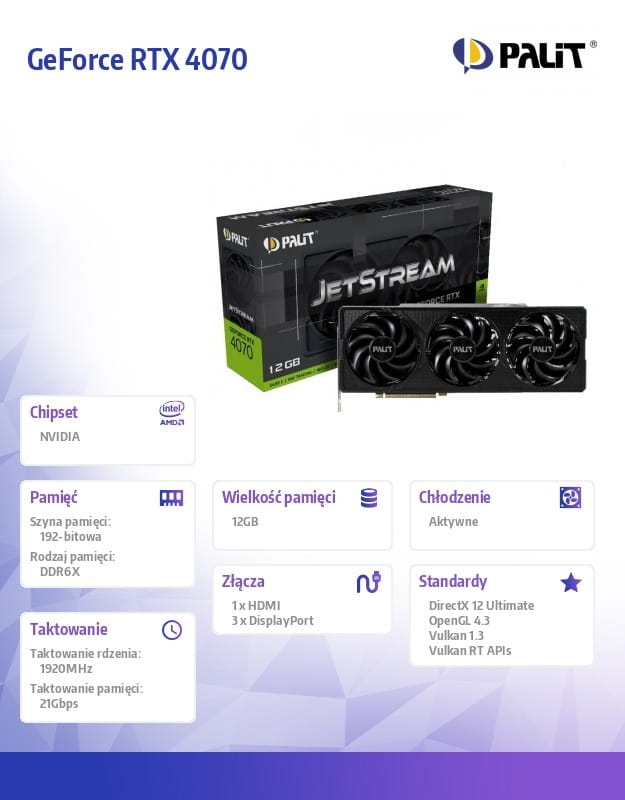 GeForce RTX 4070
PALiT®
PALiT
PALiT
JETSTREAM
JETSTREAM
GEFORCE RTX
GEFORCE RTX
4070
12GB
PALiT
PALiT
PALiT
Chipset
intel
AMD
NVIDIA
Pamięć
Szyna pamięci:
192-bitowa
Rodzaj pamięci:
DDR6X
Wielkość pamięci
12GB
Chłodzenie
Aktywne
Złącza
1 x HDMI
3 x DisplayPort
Standardy
DirectX 12 Ultimate
OpenGL 4.3
Vulkan 1.3
Vulkan RT APIs
Taktowanie
Taktowanie rdzenia:
1920MHz
Taktowanie pamięci:
21Gbps